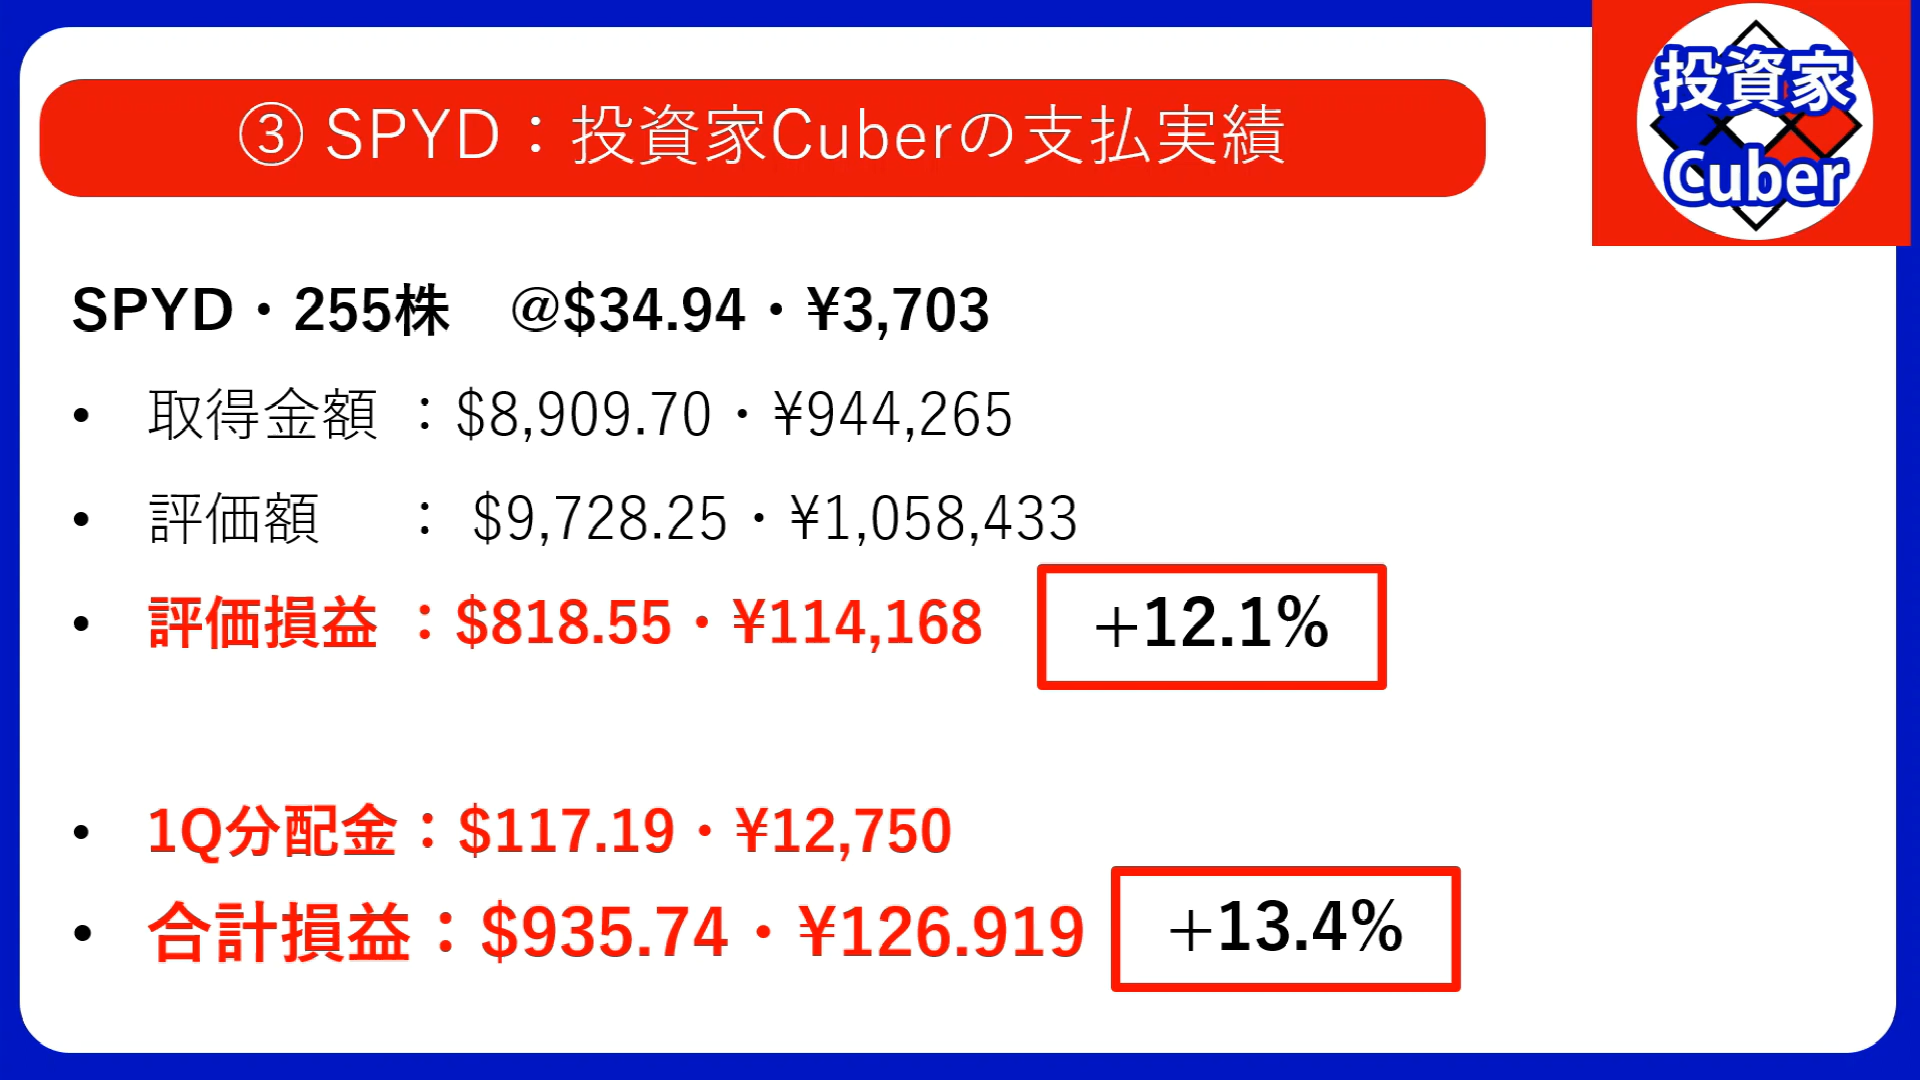 ③ SPYD：投資家Cuberの支払実績
投資家
Cuber
SPYD・255株　@$34.94・¥3,703
• 取得金額 ：$8,909.70・¥944,265
• 評価額　 ： $9,728.25・¥1,058,433
• 評価損益 ：$818.55・¥114,168
+12.1%
• 1Q分配金：$117.19・¥12,750
• 合計損益：$935.74・¥126.919
+13.4%